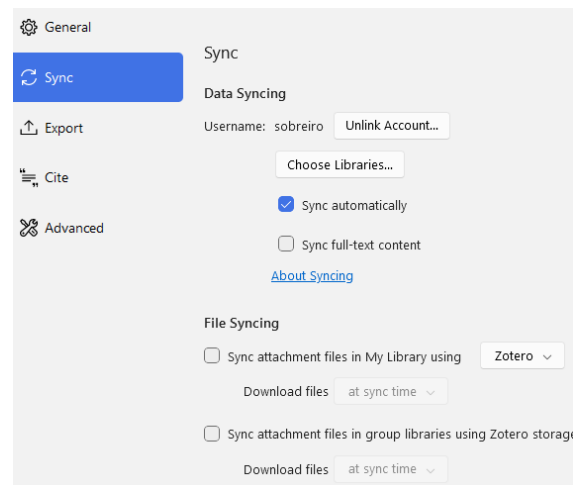 General
Sync
Export
Cite
Advanced
Sync
Data Syncing
Username: sobreiro Unlink Account...
Choose Libraries...
Sync automatically
Sync full-text content
About Syncing
File Syncing
Sync attachment files in My Library using Zotero
Download files at sync time
Sync attachment files in group libraries using Zotero storage
Download files at sync time